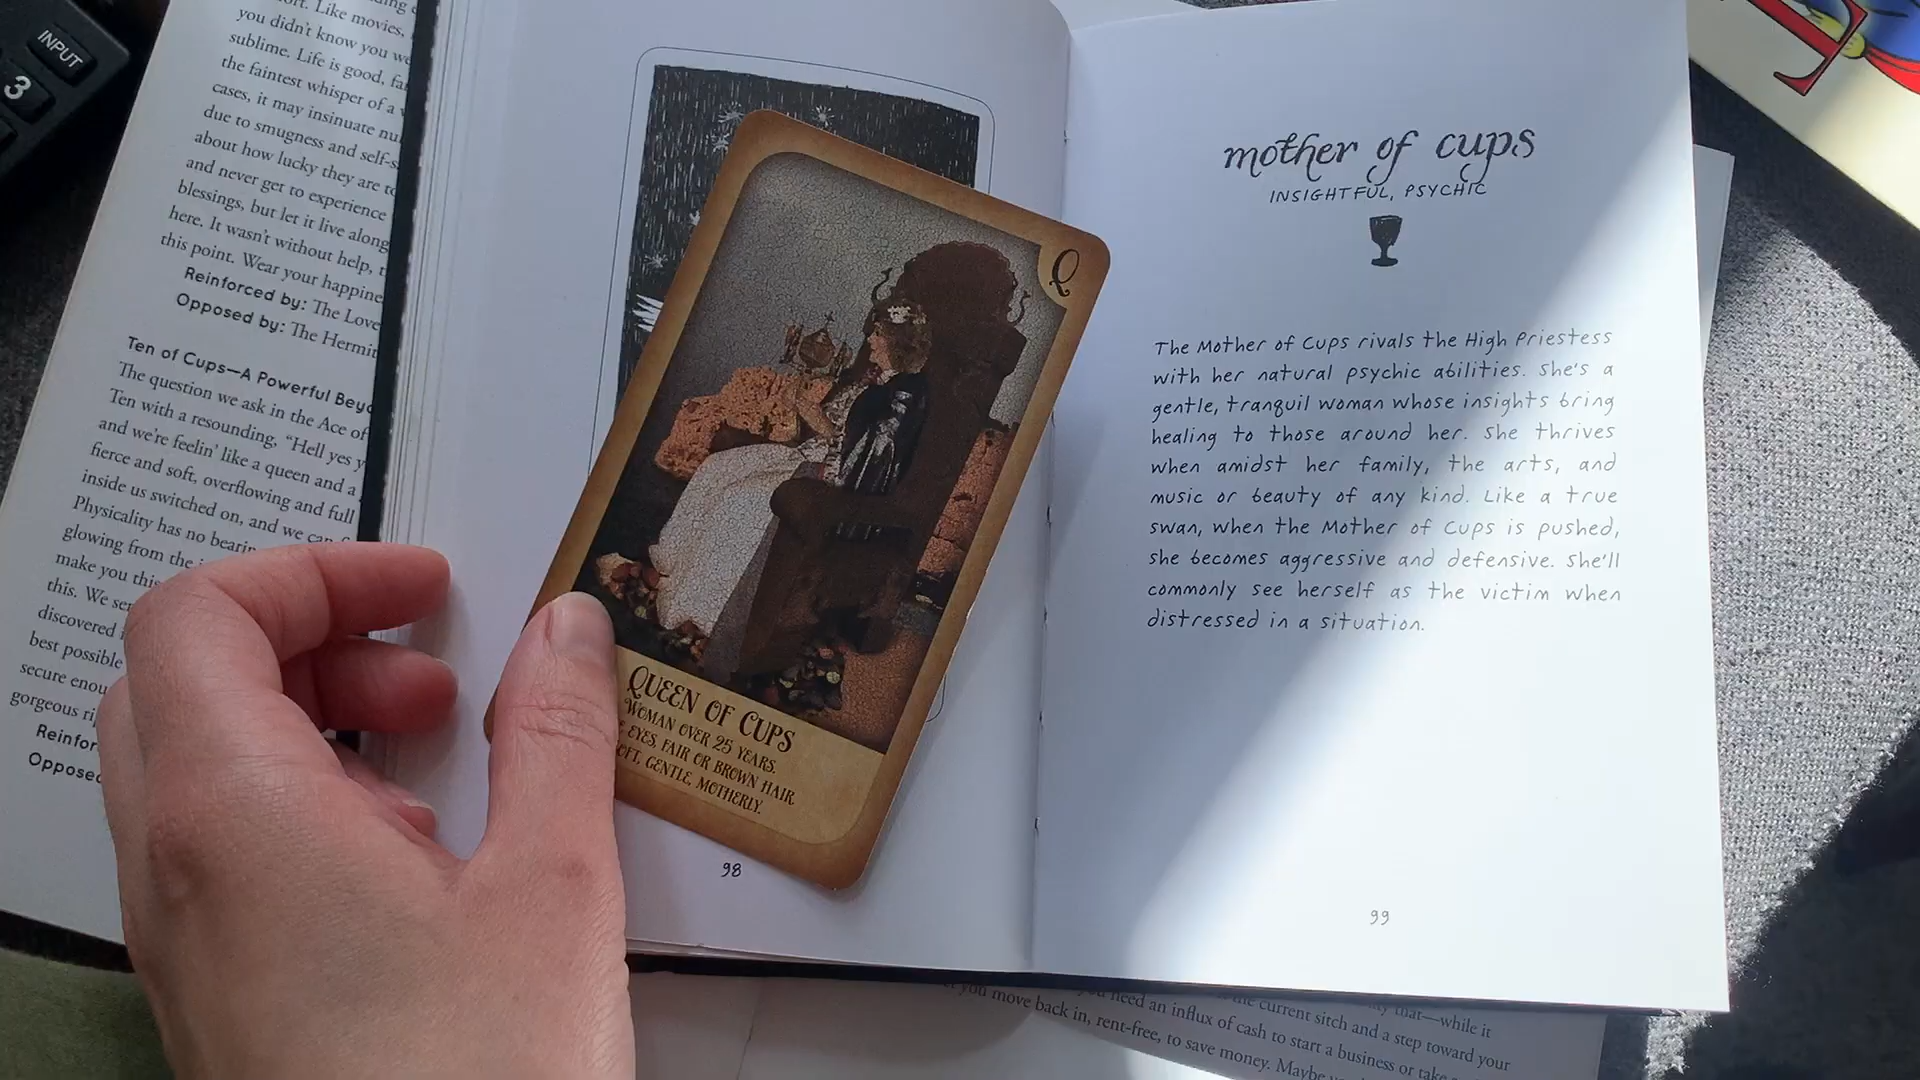 INPUT
3
Like movies,
you didn't know you
sublime. Life is good,
the faintest whisper of a
cases, it may insinuate
due to smugness and
about how lucky they are
and never get to experience
blessings, but let it live along
here. It wasn't without help,
this point. Wear your
Reinforced by: The
Opposed by: The Hermit
Ten of Cups—A Powerful
The question we ask in the Ace of
Ten with a resounding, "Hell yes
and we're feelin' like a queen and a
fierce and soft, overflowing and full
inside us switched on, and we can
Physicality has no
glowing from the
make you this
this. We
discovered
best possible
secure
gorgeous
98
QUEEN OF CUPS
WOMAN OVER 25 YEARS.
EYES, FAIR OR BROWN HAIR.
GENTLE, MOTHERLY.
Q
mother of cups
INSIGHTFUL, PSYCHIC
The Mother of Cups rivals the High Priestess
with her natural psychic abilities. She's a
gentle, tranquil woman whose insights bring
healing to those around her. She thrives
when amidst her family, the arts, and
music or beauty of any kind. Like a true
swan, when the Mother of Cups is pushed,
she becomes aggressive and defensive. She'll
commonly see herself as the victim when
distressed in a situation.
99
that—while it
need an influx of the current sitch and a step toward your
you move back in, rent-free, of cash to start a business or take
to save money. Maybe